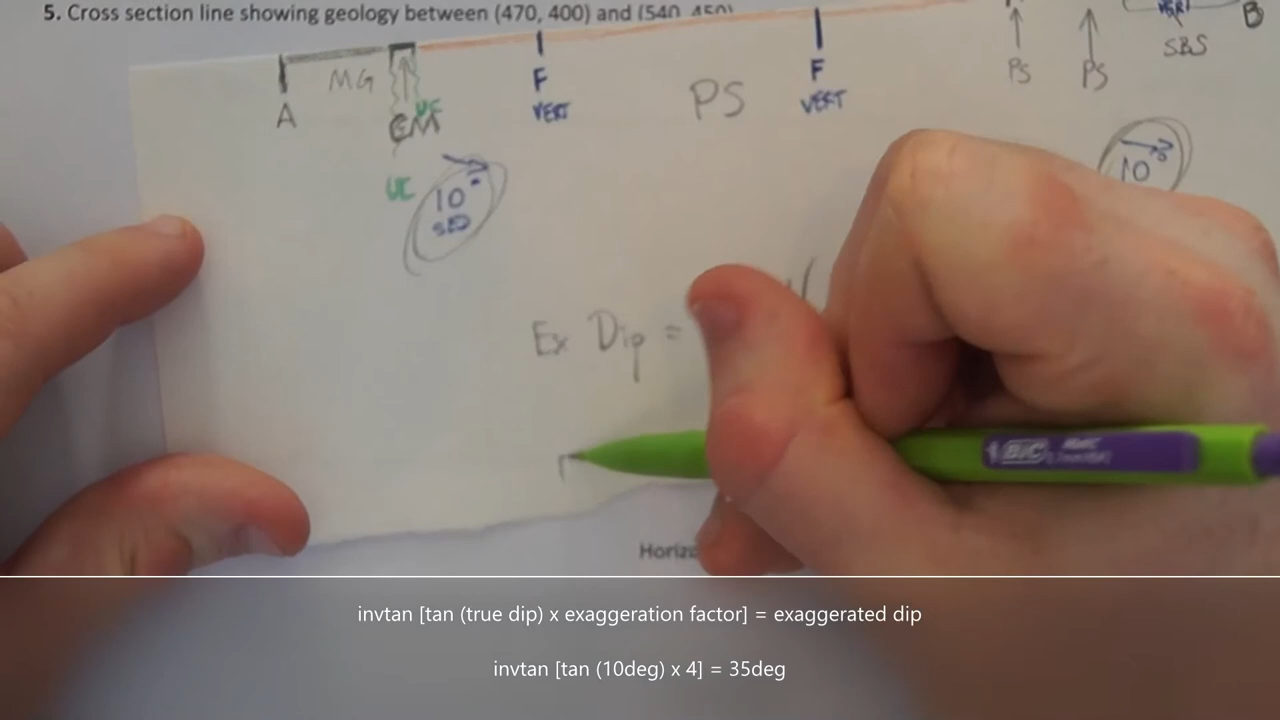 5. Cross section line showing geology between (470, 400) and (540, 450)
A
MG
UC
CM
UC
10°
SED
F
VERT
PS
F
VERT
PS
PS
SBS
B
10°
Ex Dip =
BIC
invtan [tan (true dip) x exaggeration factor] = exaggerated dip
invtan [tan (10deg) x 4] = 35deg